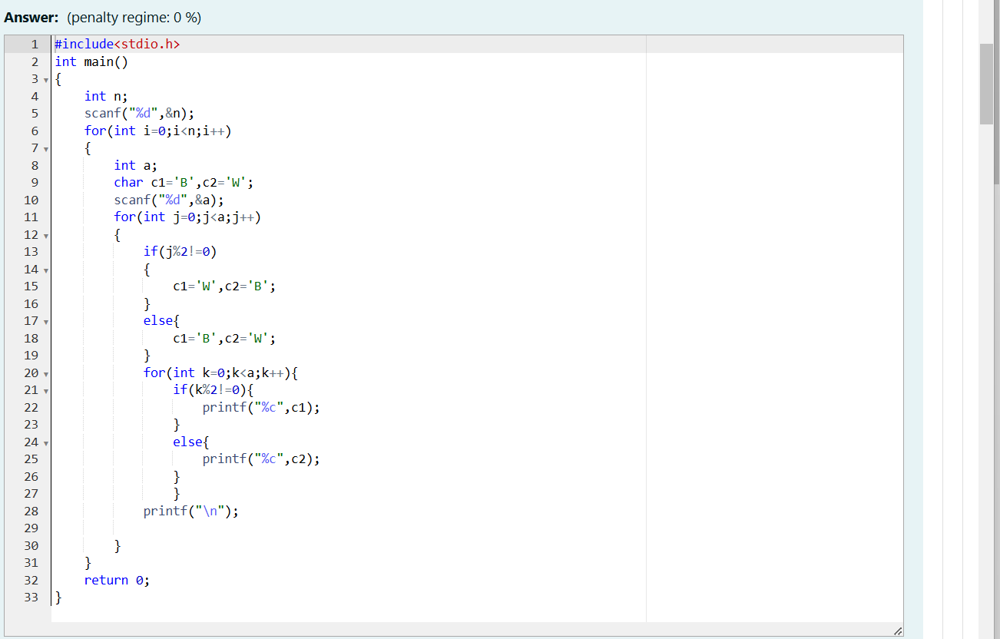 Answer: (penalty regime: 0 %)
1 #include<stdio.h>
2 int main()
3 {
4 int n;
5 scanf("%d",&n);
6 for(int i=0;i<n;i++)
7 {
8 int a;
9 char c1='B',c2='W';
10 scanf("%d",&a);
11 for(int j=0;j<a;j++)
12 {
13 if(j%2!=0)
14 {
15 c1='W',c2='B';
16 }
17 else{
18 c1='B',c2='W';
19 }
20 for(int k=0;k<a;k++){
21 if(k%2!=0){
22 printf("%c",c1);
23 }
24 else{
25 printf("%c",c2);
26 }
27 }
28 printf("\n");
29
30 }
31 }
32 return 0;
33 }